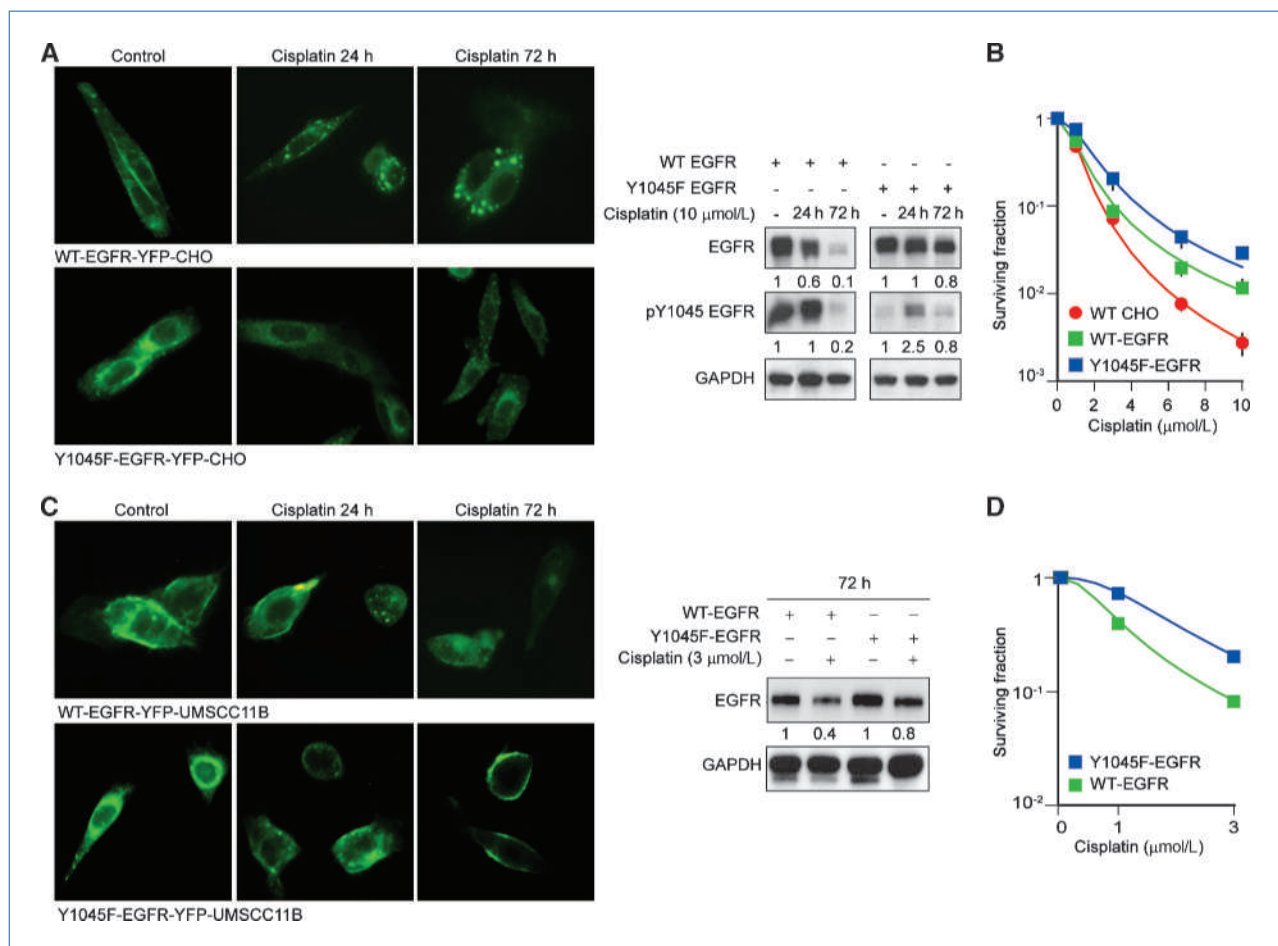 A
Control
Cisplatin 24 h
Cisplatin 72 h
WT-EGFR-YFP-CHO
Y1045F-EGFR-YFP-CHO
WT EGFR + + + - - -
Y1045F EGFR - - - + + +
Cisplatin (10 μmol/L) - 24 h 72 h - 24 h 72 h
EGFR
1 0.6 0.1 1 1 0.8
pY1045 EGFR
1 1 0.2 1 2.5 0.8
GAPDH
B
1
10-1
10-2
10-3
Surviving fraction
WT CHO
WT-EGFR
Y1045F-EGFR
0 2 4 6 8 10
Cisplatin (μmol/L)
C
Control
Cisplatin 24 h
Cisplatin 72 h
WT-EGFR-YFP-UMSCC11B
Y1045F-EGFR-YFP-UMSCC11B
72 h
WT-EGFR + + – –
Y1045F-EGFR – – + +
Cisplatin (3 μmol/L) – + – +
EGFR
1 0.4 1 0.8
GAPDH
D
1
10-1
10-2
Surviving fraction
Y1045F-EGFR
WT-EGFR
0 1 3
Cisplatin (μmol/L)